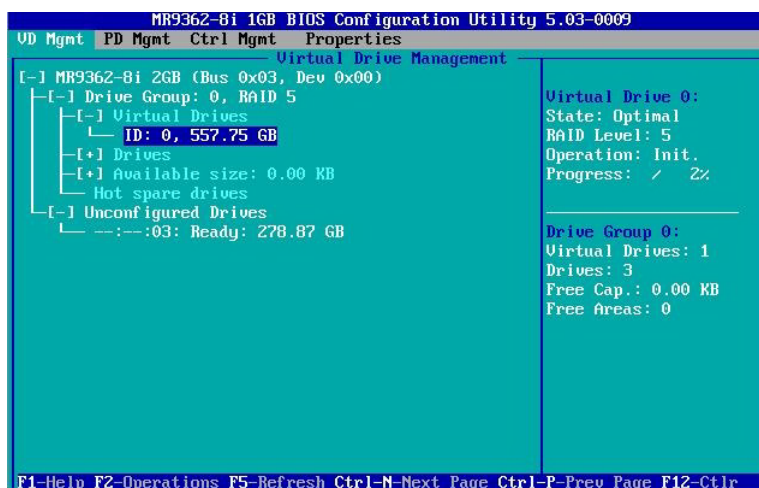 MR9362-8i 1GB BIOS Configuration Utility 5.03-0009
VD Mgmt PD Mgmt Ctrl Mgmt Properties
Virtual Drive Management
[-] MR9362-8i 2GB (Bus 0x03, Dev 0x00)
[-] Drive Group: 0, RAID 5
[-] Virtual Drives
ID: 0, 557.75 GB
[+] Drives
[+] Available size: 0.00 KB
Hot spare drives
[-] Unconfigured Drives
--:--:03: Ready: 278.87 GB
Virtual Drive 0:
State: Optimal
RAID Level: 5
Operation: Init.
Progress: / 2%
Drive Group 0:
Virtual Drives: 1
Drives: 3
Free Cap.: 0.00 KB
Free Areas: 0
F1-Help F2-Operations F5-Refresh Ctrl-N-Next Page Ctrl-P-Prev Page F12-Ctlr